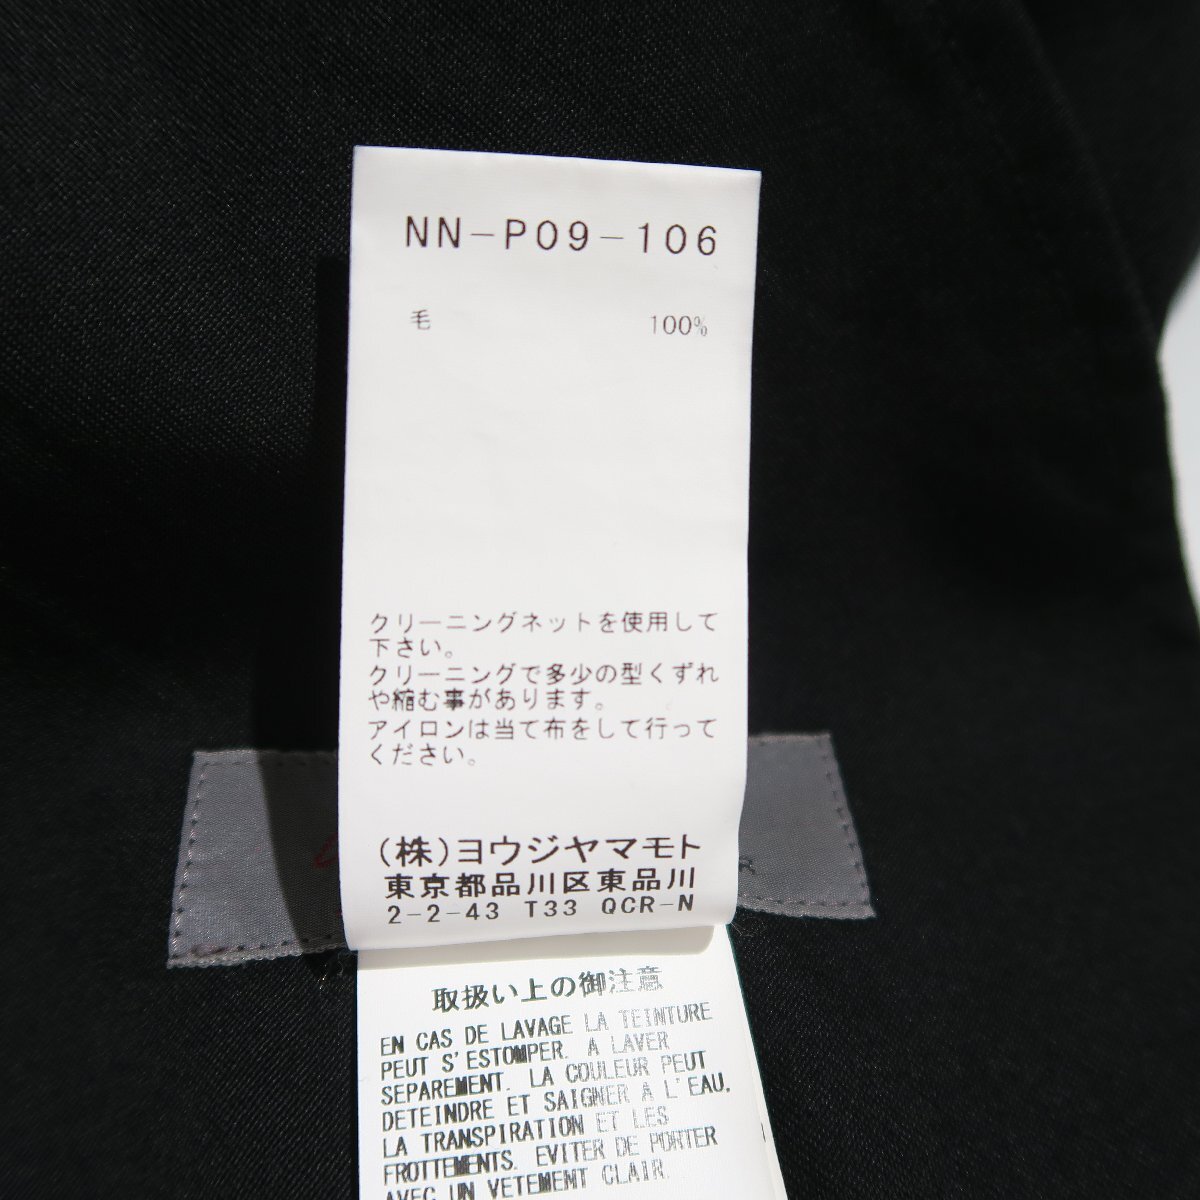 NN-P09-106
毛 100%
クリーニングネットを使用して
下さい。
クリーニングで多少の型くずれ
や縮む事があります。
アイロンは当て布をして行って
ください。
(株)ヨウジヤマモト
東京都品川区東品川
2-2-43 T33 QCR-N
取扱い上の御注意
EN CAS DE LAVAGE LA TEINTURE
PEUT S'ESTOMPER. A LAVER
SEPAREMENT. LA COULEUR PEUT
DETEINDRE ET SAIGNER A L'EAU.
LA TRANSPIRATION ET LES
FROTTEMENTS. EVITER DE PORTER
AVEC UN VETEMENT CLAIR.